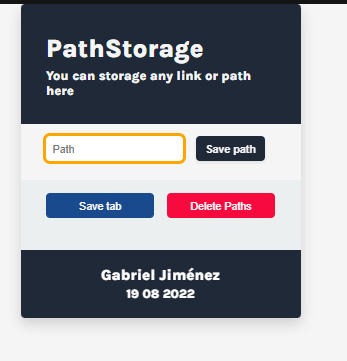 PathStorage
You can storage any link or path
here
Path
Save path
Save tab
Delete Paths
Gabriel Jiménez
19 08 2022